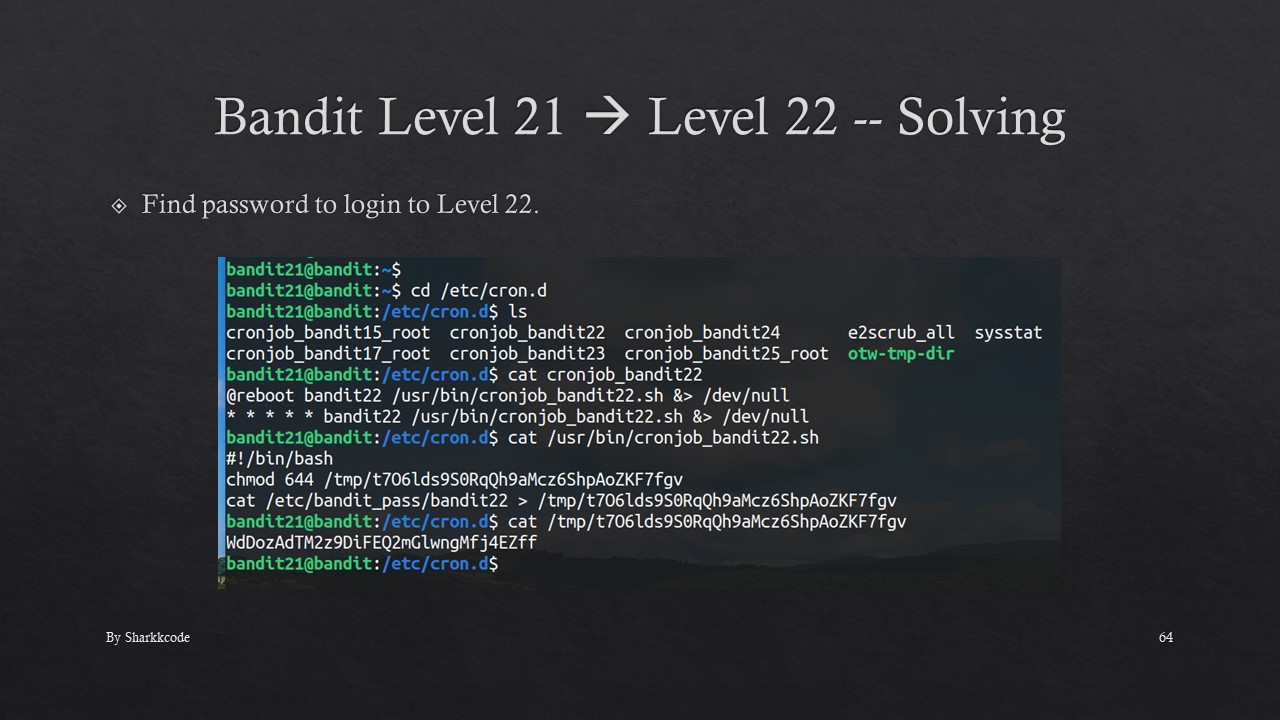 Bandit Level 21 → Level 22 -- Solving
Find password to login to Level 22.
bandit21@bandit:~$
bandit21@bandit:~$ cd /etc/cron.d
bandit21@bandit:/etc/cron.d$ ls
cronjob_bandit15_root  cronjob_bandit22  cronjob_bandit24       e2scrub_all  sysstat
cronjob_bandit17_root  cronjob_bandit23  cronjob_bandit25_root  otw-tmp-dir
bandit21@bandit:/etc/cron.d$ cat cronjob_bandit22
@reboot bandit22 /usr/bin/cronjob_bandit22.sh &> /dev/null
* * * * * bandit22 /usr/bin/cronjob_bandit22.sh &> /dev/null
bandit21@bandit:/etc/cron.d$ cat /usr/bin/cronjob_bandit22.sh
#!/bin/bash
chmod 644 /tmp/t7O6lds9S0RqQh9aMcz6ShpAoZKF7fgv
cat /etc/bandit_pass/bandit22 > /tmp/t7O6lds9S0RqQh9aMcz6ShpAoZKF7fgv
bandit21@bandit:/etc/cron.d$ cat /tmp/t7O6lds9S0RqQh9aMcz6ShpAoZKF7fgv
WdDozAdTM2z9DiFEQ2mGlwngMfj4EZff
bandit21@bandit:/etc/cron.d$
By Sharkkcode
64